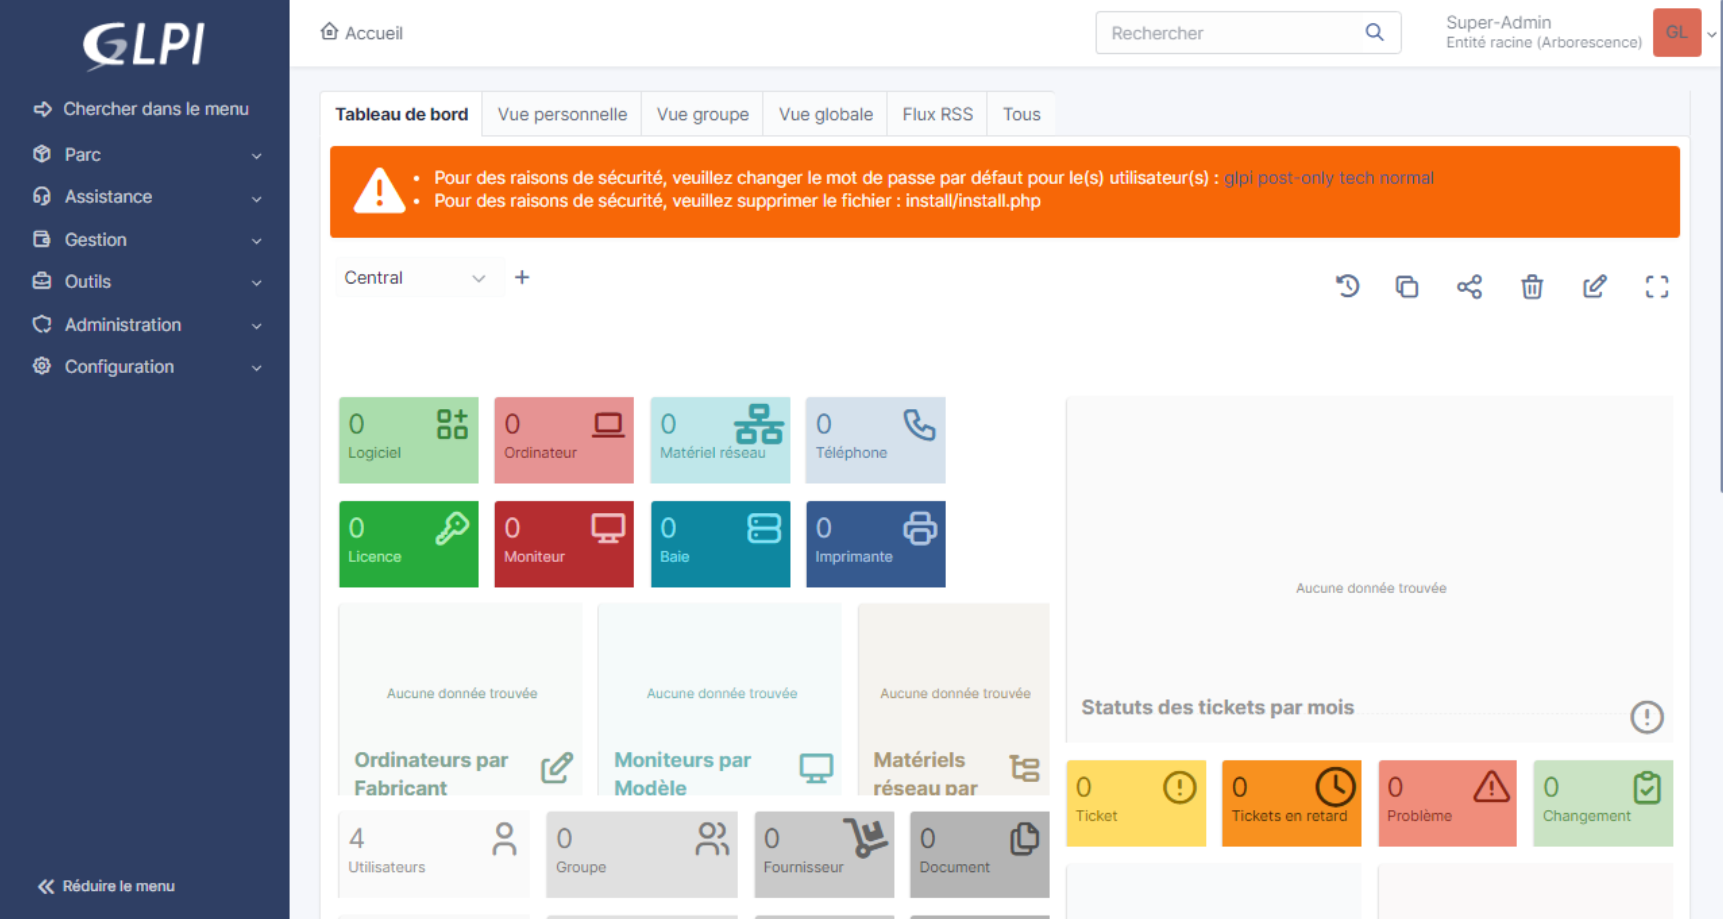 GLPI
Chercher dans le menu
Parc
Assistance
Gestion
Outils
Administration
Configuration
Réduire le menu
Accueil
Rechercher
Super-Admin
Entité racine (Arborescence)
GL
Tableau de bord
Vue personnelle
Vue groupe
Vue globale
Flux RSS
Tous
Pour des raisons de sécurité, veuillez changer le mot de passe par défaut pour le(s) utilisateur(s) : glpi post-only tech normal
Pour des raisons de sécurité, veuillez supprimer le fichier : install/install.php
Central
0
Logiciel
0
Ordinateur
0
Matériel réseau
0
Téléphone
0
Licence
0
Moniteur
0
Baie
0
Imprimante
Aucune donnée trouvée
Ordinateurs par
Fabricant
Aucune donnée trouvée
Moniteurs par
Modèle
Aucune donnée trouvée
Matériels
réseau par
4
Utilisateurs
0
Groupe
0
Fournisseur
0
Document
Aucune donnée trouvée
Statuts des tickets par mois
0
Ticket
0
Tickets en retard
0
Problème
0
Changement